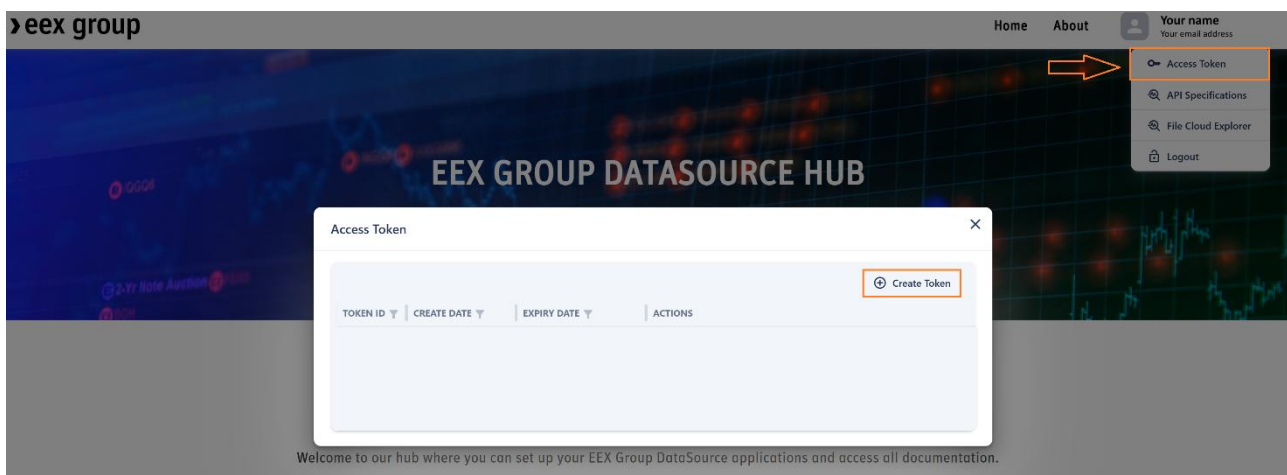 eex group
Home About Your name
Your email address
Access Token
API Specifications
File Cloud Explorer
Logout
EEX GROUP DATASOURCE HUB
2-Yr Note Auction
Access Token
Create Token
TOKEN ID CREATE DATE EXPIRY DATE ACTIONS
Welcome to our hub where you can set up your EEX Group DataSource applications and access all documentation.